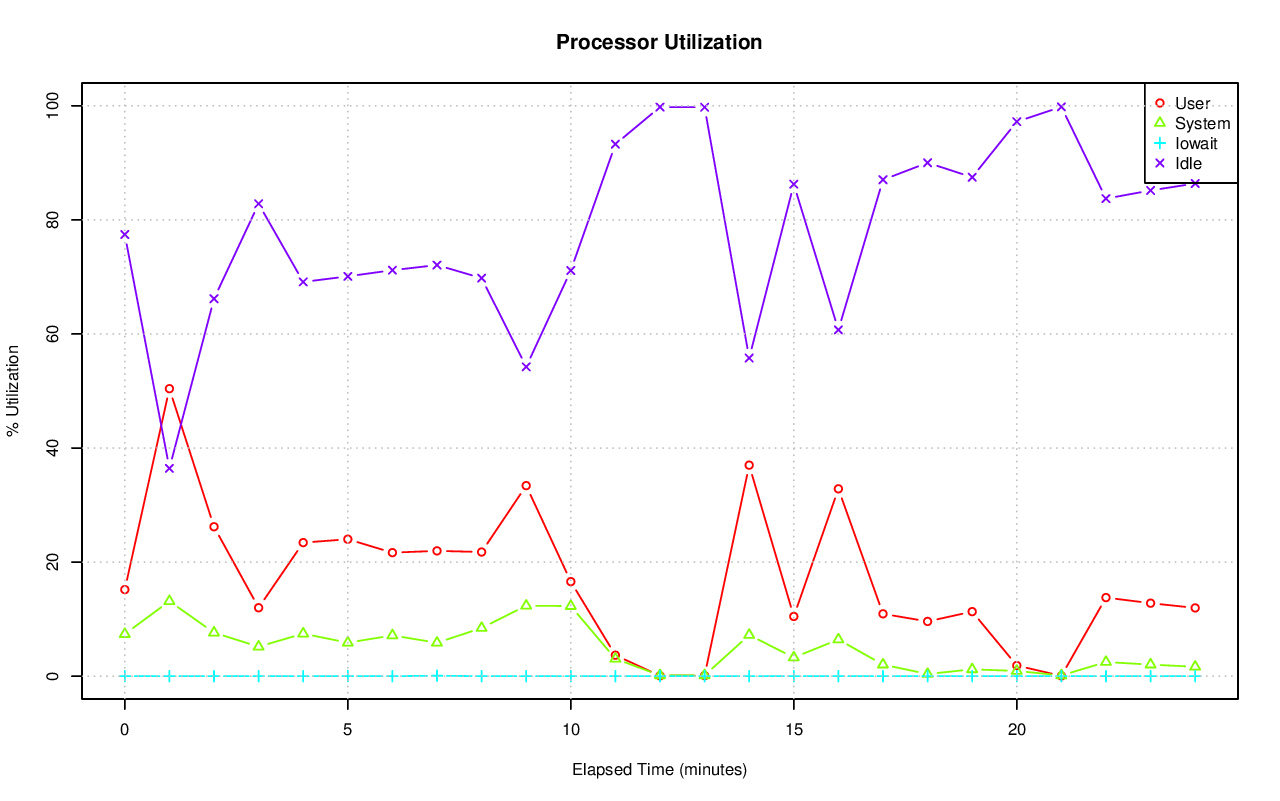 Processor Utilization
User
System
Iowait
Idle
% Utilization
100
80
60
40
20
0
0 5 10 15 20
Elapsed Time (minutes)